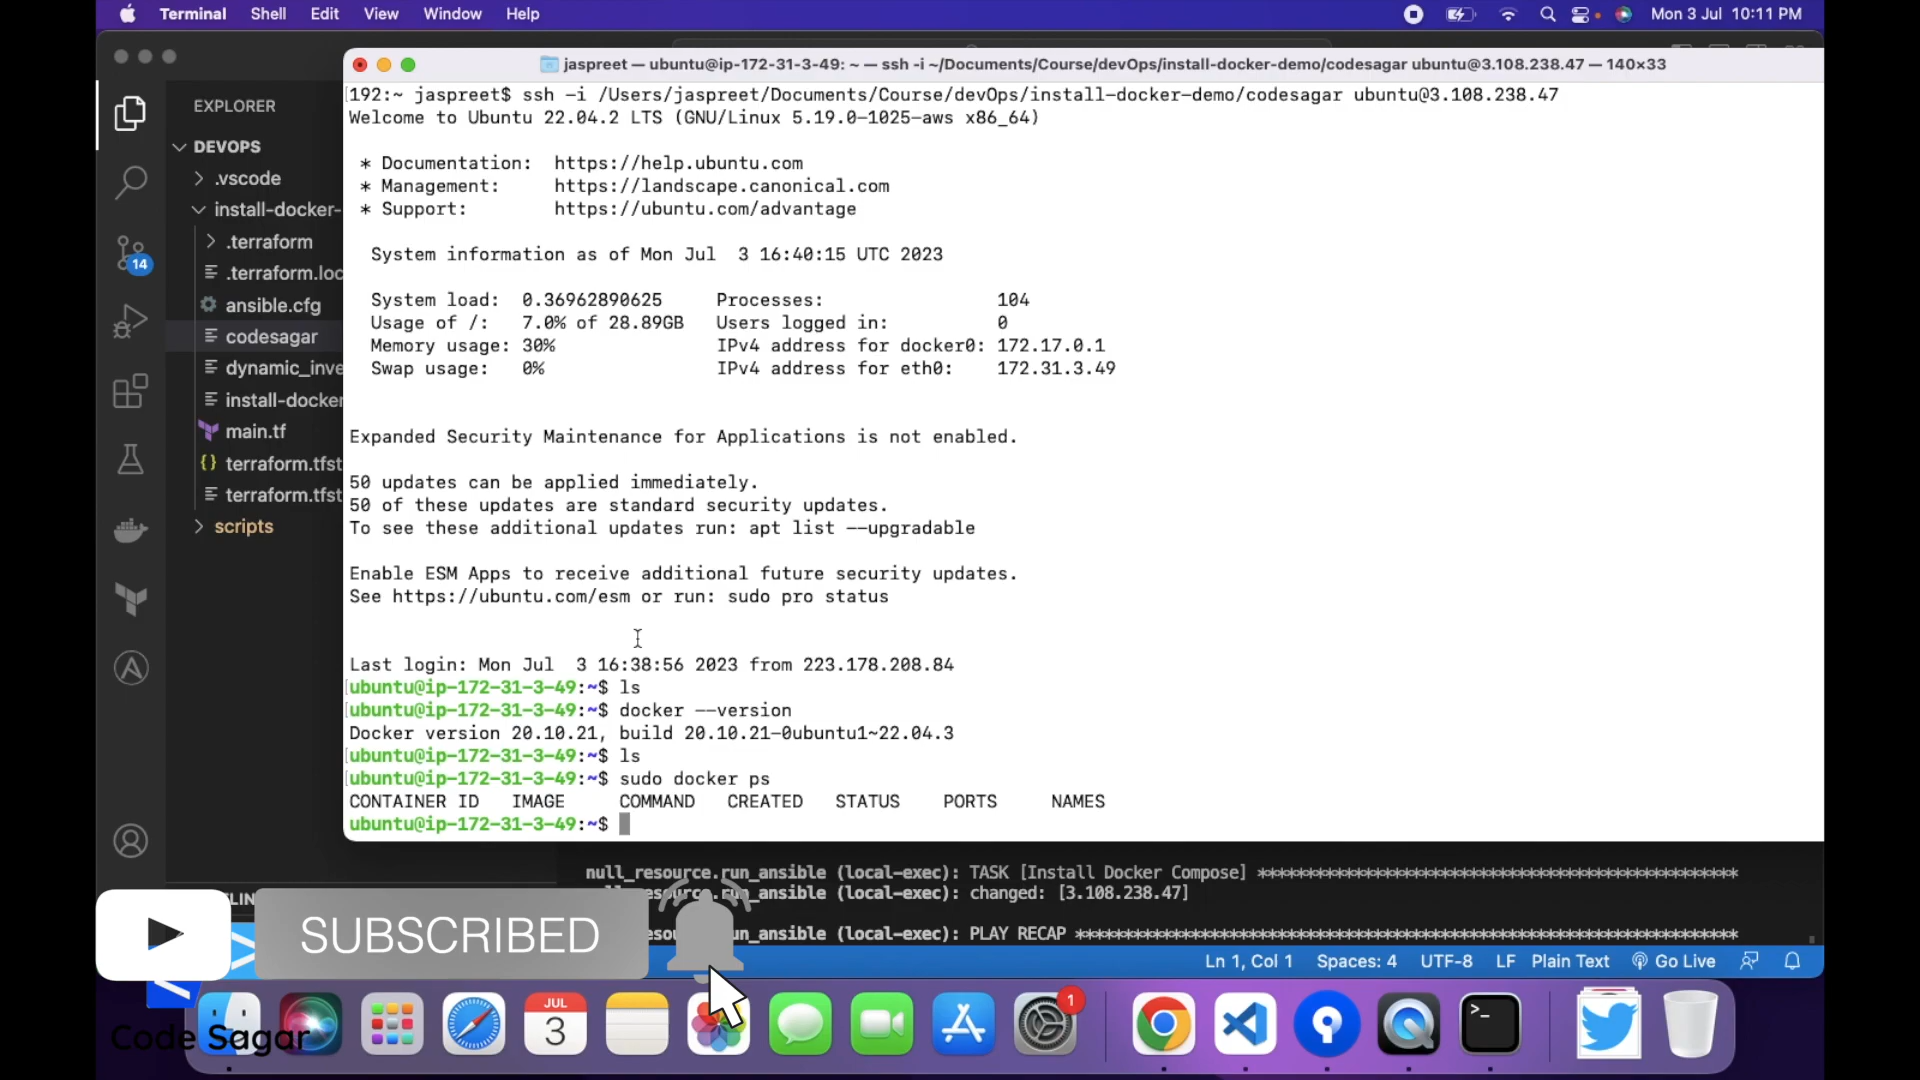 Terminal Shell Edit View Window Help Mon 3 Jul 10:11 PM
jaspreet — ubuntu@ip-172-31-3-49: ~ — ssh -i ~/Documents/Course/devOps/install-docker-demo/codesagar ubuntu@3.108.238.47 — 140×33
[192:~ jaspreet$ ssh -i /Users/jaspreet/Documents/Course/devOps/install-docker-demo/codesagar ubuntu@3.108.238.47
Welcome to Ubuntu 22.04.2 LTS (GNU/Linux 5.19.0-1025-aws x86_64)
* Documentation: https://help.ubuntu.com
* Management: https://landscape.canonical.com
* Support: https://ubuntu.com/advantage
System information as of Mon Jul 3 16:40:15 UTC 2023
System load: 0.36962890625 Processes: 104
Usage of /: 7.0% of 28.89GB Users logged in: 0
Memory usage: 30% IPv4 address for docker0: 172.17.0.1
Swap usage: 0% IPv4 address for eth0: 172.31.3.49
Expanded Security Maintenance for Applications is not enabled.
50 updates can be applied immediately.
50 of these updates are standard security updates.
To see these additional updates run: apt list --upgradable
Enable ESM Apps to receive additional future security updates.
See https://ubuntu.com/esm or run: sudo pro status
Last login: Mon Jul 3 16:38:56 2023 from 223.178.208.84
[ubuntu@ip-172-31-3-49:~$ ls
[ubuntu@ip-172-31-3-49:~$ docker --version
Docker version 20.10.21, build 20.10.21-0ubuntu1~22.04.3
[ubuntu@ip-172-31-3-49:~$ ls
[ubuntu@ip-172-31-3-49:~$ sudo docker ps
CONTAINER ID IMAGE COMMAND CREATED STATUS PORTS NAMES
ubuntu@ip-172-31-3-49:~$
EXPLORER
DEVOPS
.vscode
install-docker-
.terraform
.terraform.loc
ansible.cfg
codesagar
dynamic_inve
install-docker
main.tf
terraform.tfst
terraform.tfst
scripts
14
null_resource.run_ansible (local-exec): TASK [Install Docker Compose] *********************************************
(local-exec): changed: [3.108.238.47]
un_ansible (local-exec): PLAY RECAP **************************************************************
SUBSCRIBED
Ln 1, Col 1 Spaces: 4 UTF-8 LF Plain Text Go Live
JUL
3
1
Code Sagar